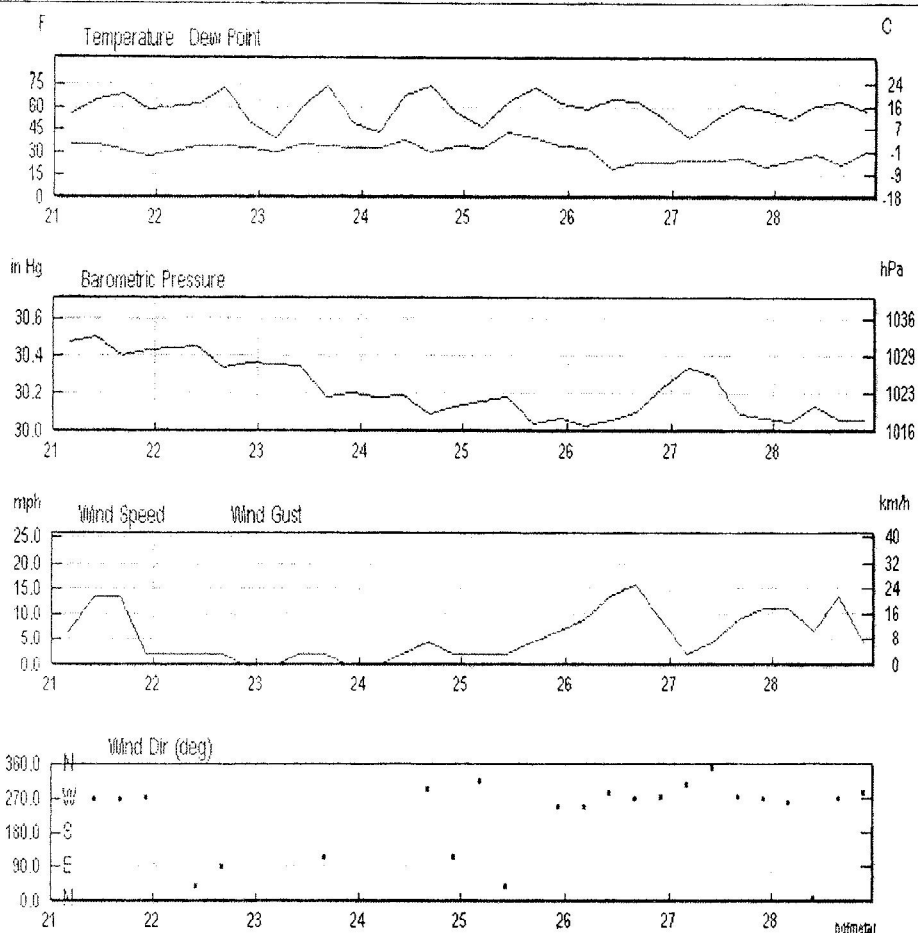 F C
Temperature Dew Point
75 24
60 16
45 7
30 -1
15 -9
0 -18
21 22 23 24 25 26 27 28
in Hg hPa
Barometric Pressure
30.6 1036
30.4 1029
30.2 1023
30.0 1016
21 22 23 24 25 26 27 28
mph km/h
Wind Speed Wind Gust
25.0 40
20.0 32
15.0 24
10.0 16
5.0 8
0.0 0
21 22 23 24 25 26 27 28
Wind Dir (deg)
360.0 N
270.0 W
180.0 S
90.0 E
0.0 N
21 22 23 24 25 26 27 28